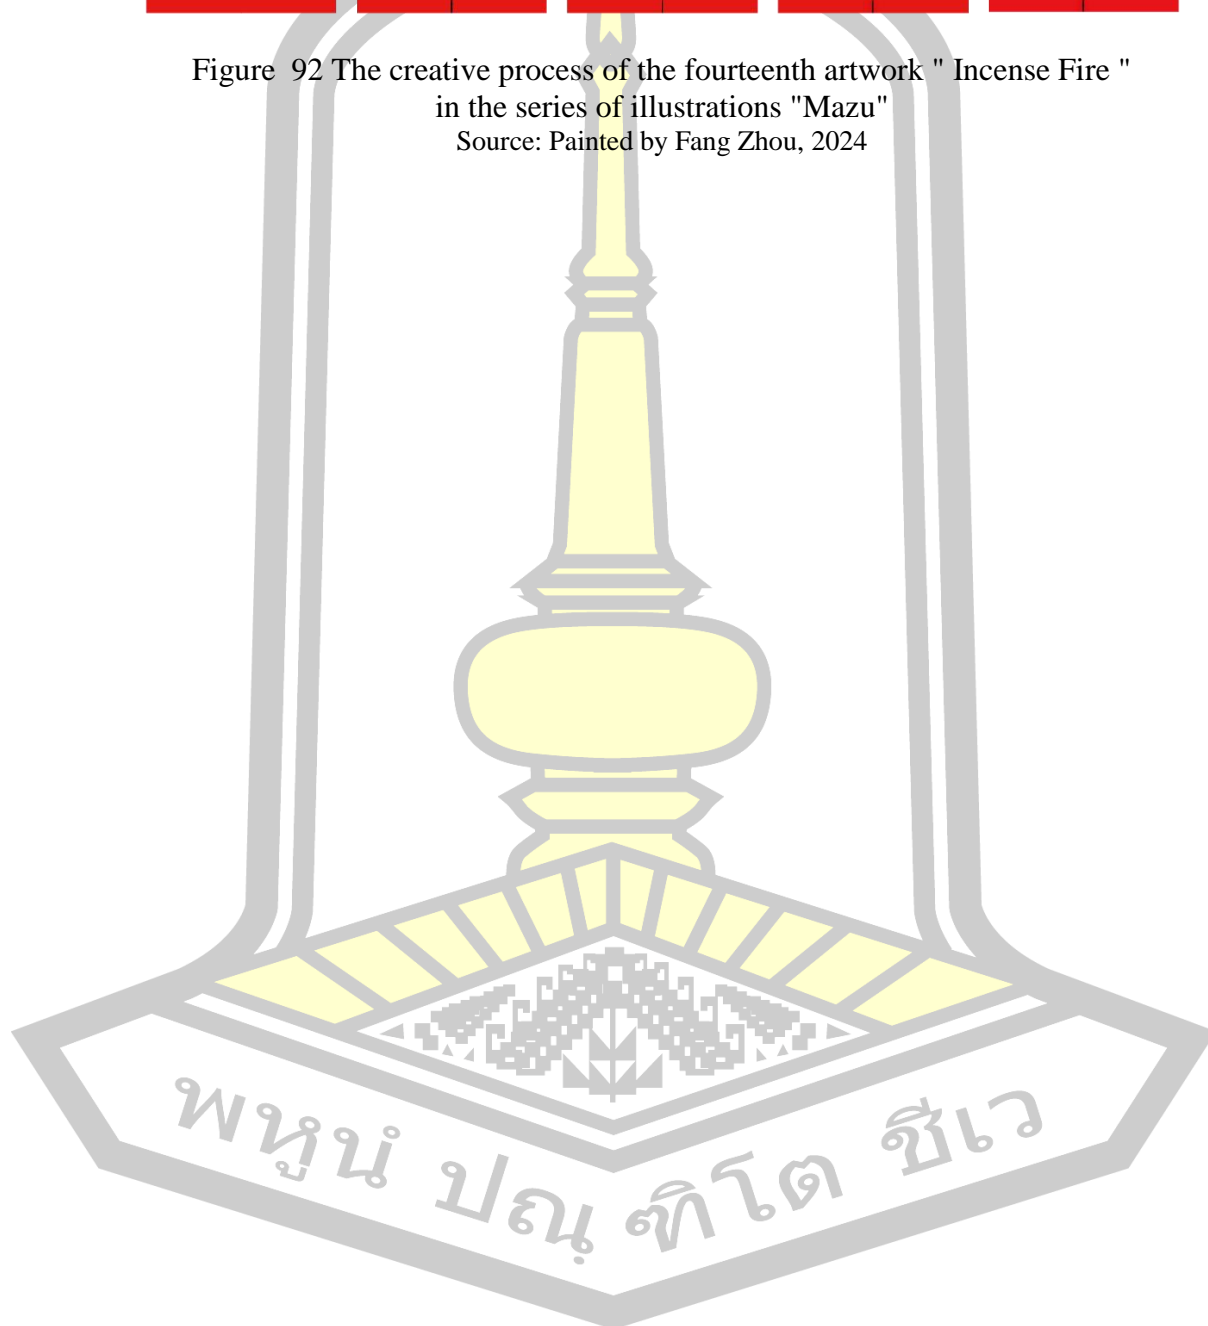 Figure  92 The creative process of the fourteenth artwork " Incense Fire "
in the series of illustrations "Mazu"
Source: Painted by Fang Zhou, 2024
พหูนํ ปณฺ ฑิโต ชีเว